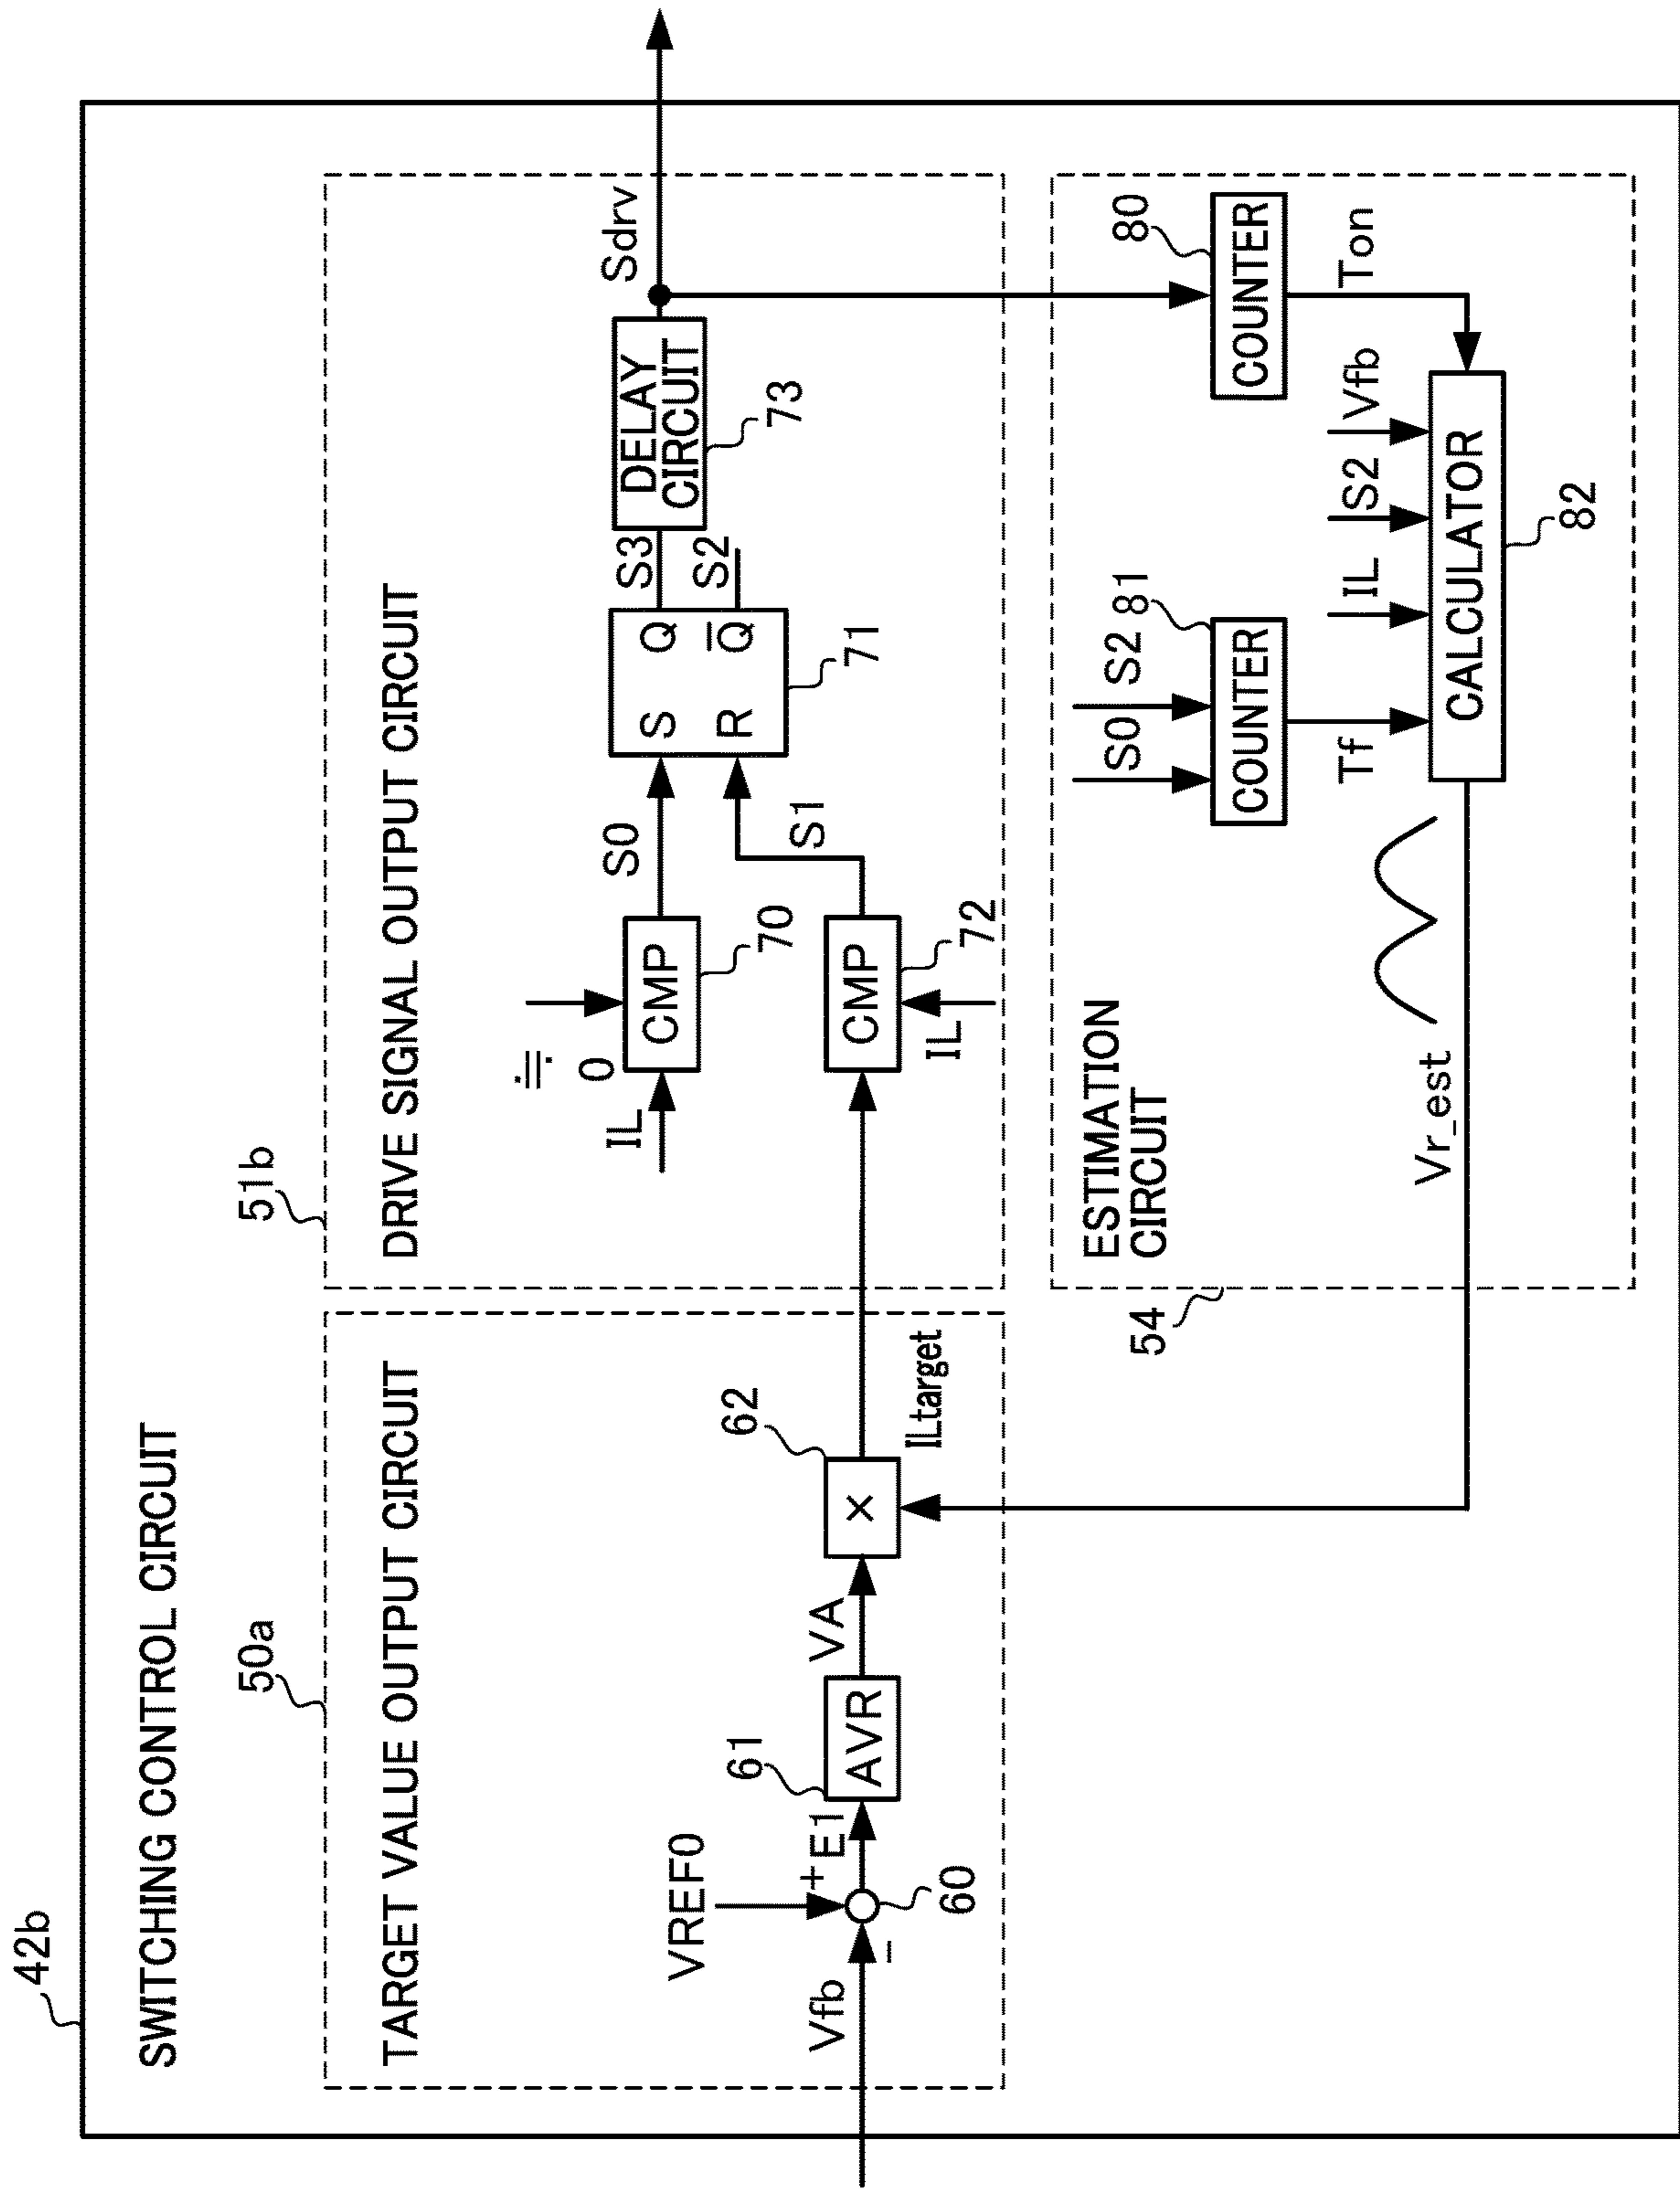 42b
SWITCHING CONTROL CIRCUIT
50a
TARGET VALUE OUTPUT CIRCUIT
Vfb
−
VREF0
+
E1
60
61
AVR
VA
62
×
ILtarget
51b
DRIVE SIGNAL OUTPUT CIRCUIT
IL
≒
0
CMP
70
S0
CMP
72
IL
S1
S Q
R Q̅
71
S3
S2
DELAY
CIRCUIT
73
Sdrv
54
ESTIMATION
CIRCUIT
Vr_est
S0
S2
81
COUNTER
Tf
IL
S2
Vfb
80
COUNTER
Ton
CALCULATOR
82